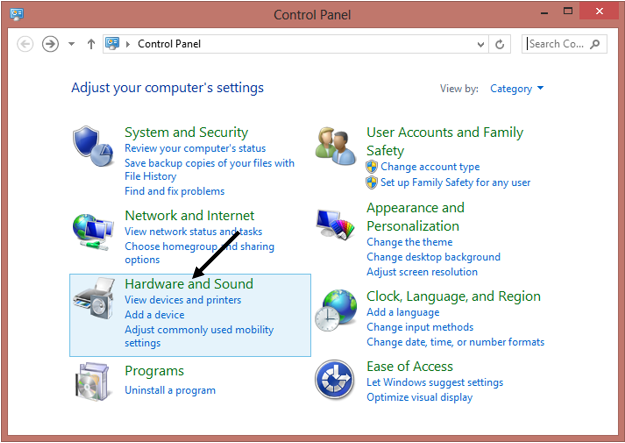 Control Panel
Control Panel
Search Co...
Adjust your computer's settings
View by: Category
System and Security
Review your computer's status
Save backup copies of your files with
File History
Find and fix problems
Network and Internet
View network status and tasks
Choose homegroup and sharing
options
Hardware and Sound
View devices and printers
Add a device
Adjust commonly used mobility
settings
Programs
Uninstall a program
User Accounts and Family
Safety
Change account type
Set up Family Safety for any user
Appearance and
Personalization
Change the theme
Change desktop background
Adjust screen resolution
Clock, Language, and Region
Add a language
Change input methods
Change date, time, or number formats
Ease of Access
Let Windows suggest settings
Optimize visual display